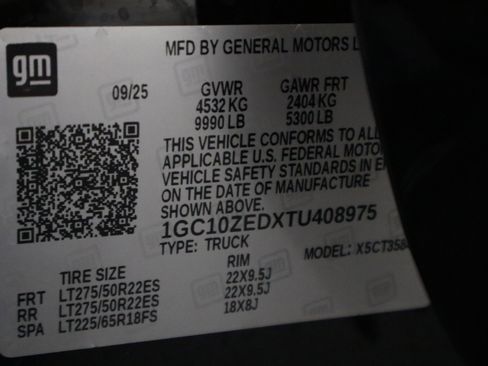 gm
MFD BY GENERAL MOTORS L
09/25 GVWR GAWR FRT
4532 KG 2404 KG
9990 LB 5300 LB
THIS VEHICLE CONFORMS TO ALL
APPLICABLE U.S. FEDERAL MOTO
VEHICLE SAFETY STANDARDS IN E
ON THE DATE OF MANUFACTURE
SHOWN ABOVE.
1GC10ZEDXTU408975
TYPE: TRUCK MODEL: X5CT358
TIRE SIZE RIM
FRT LT275/50R22ES 22X9.5J
RR LT275/50R22ES 22X9.5J
SPA LT225/65R18FS 18X8J